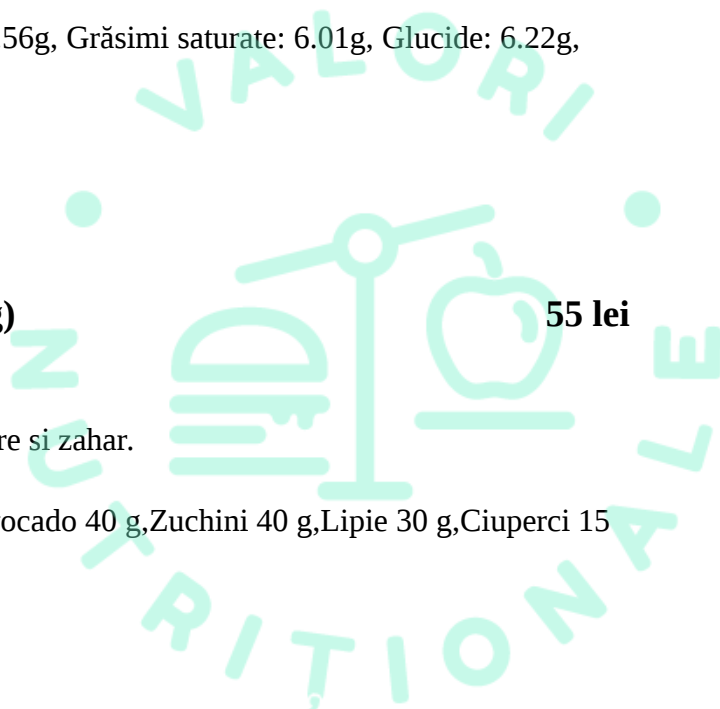 56g, Grăsimi saturate: 6.01g, Glucide: 6.22g,
VALORI
g) 55 lei
re si zahar.
ocado 40 g,Zuchini 40 g,Lipie 30 g,Ciuperci 15
NUTRITIONALE